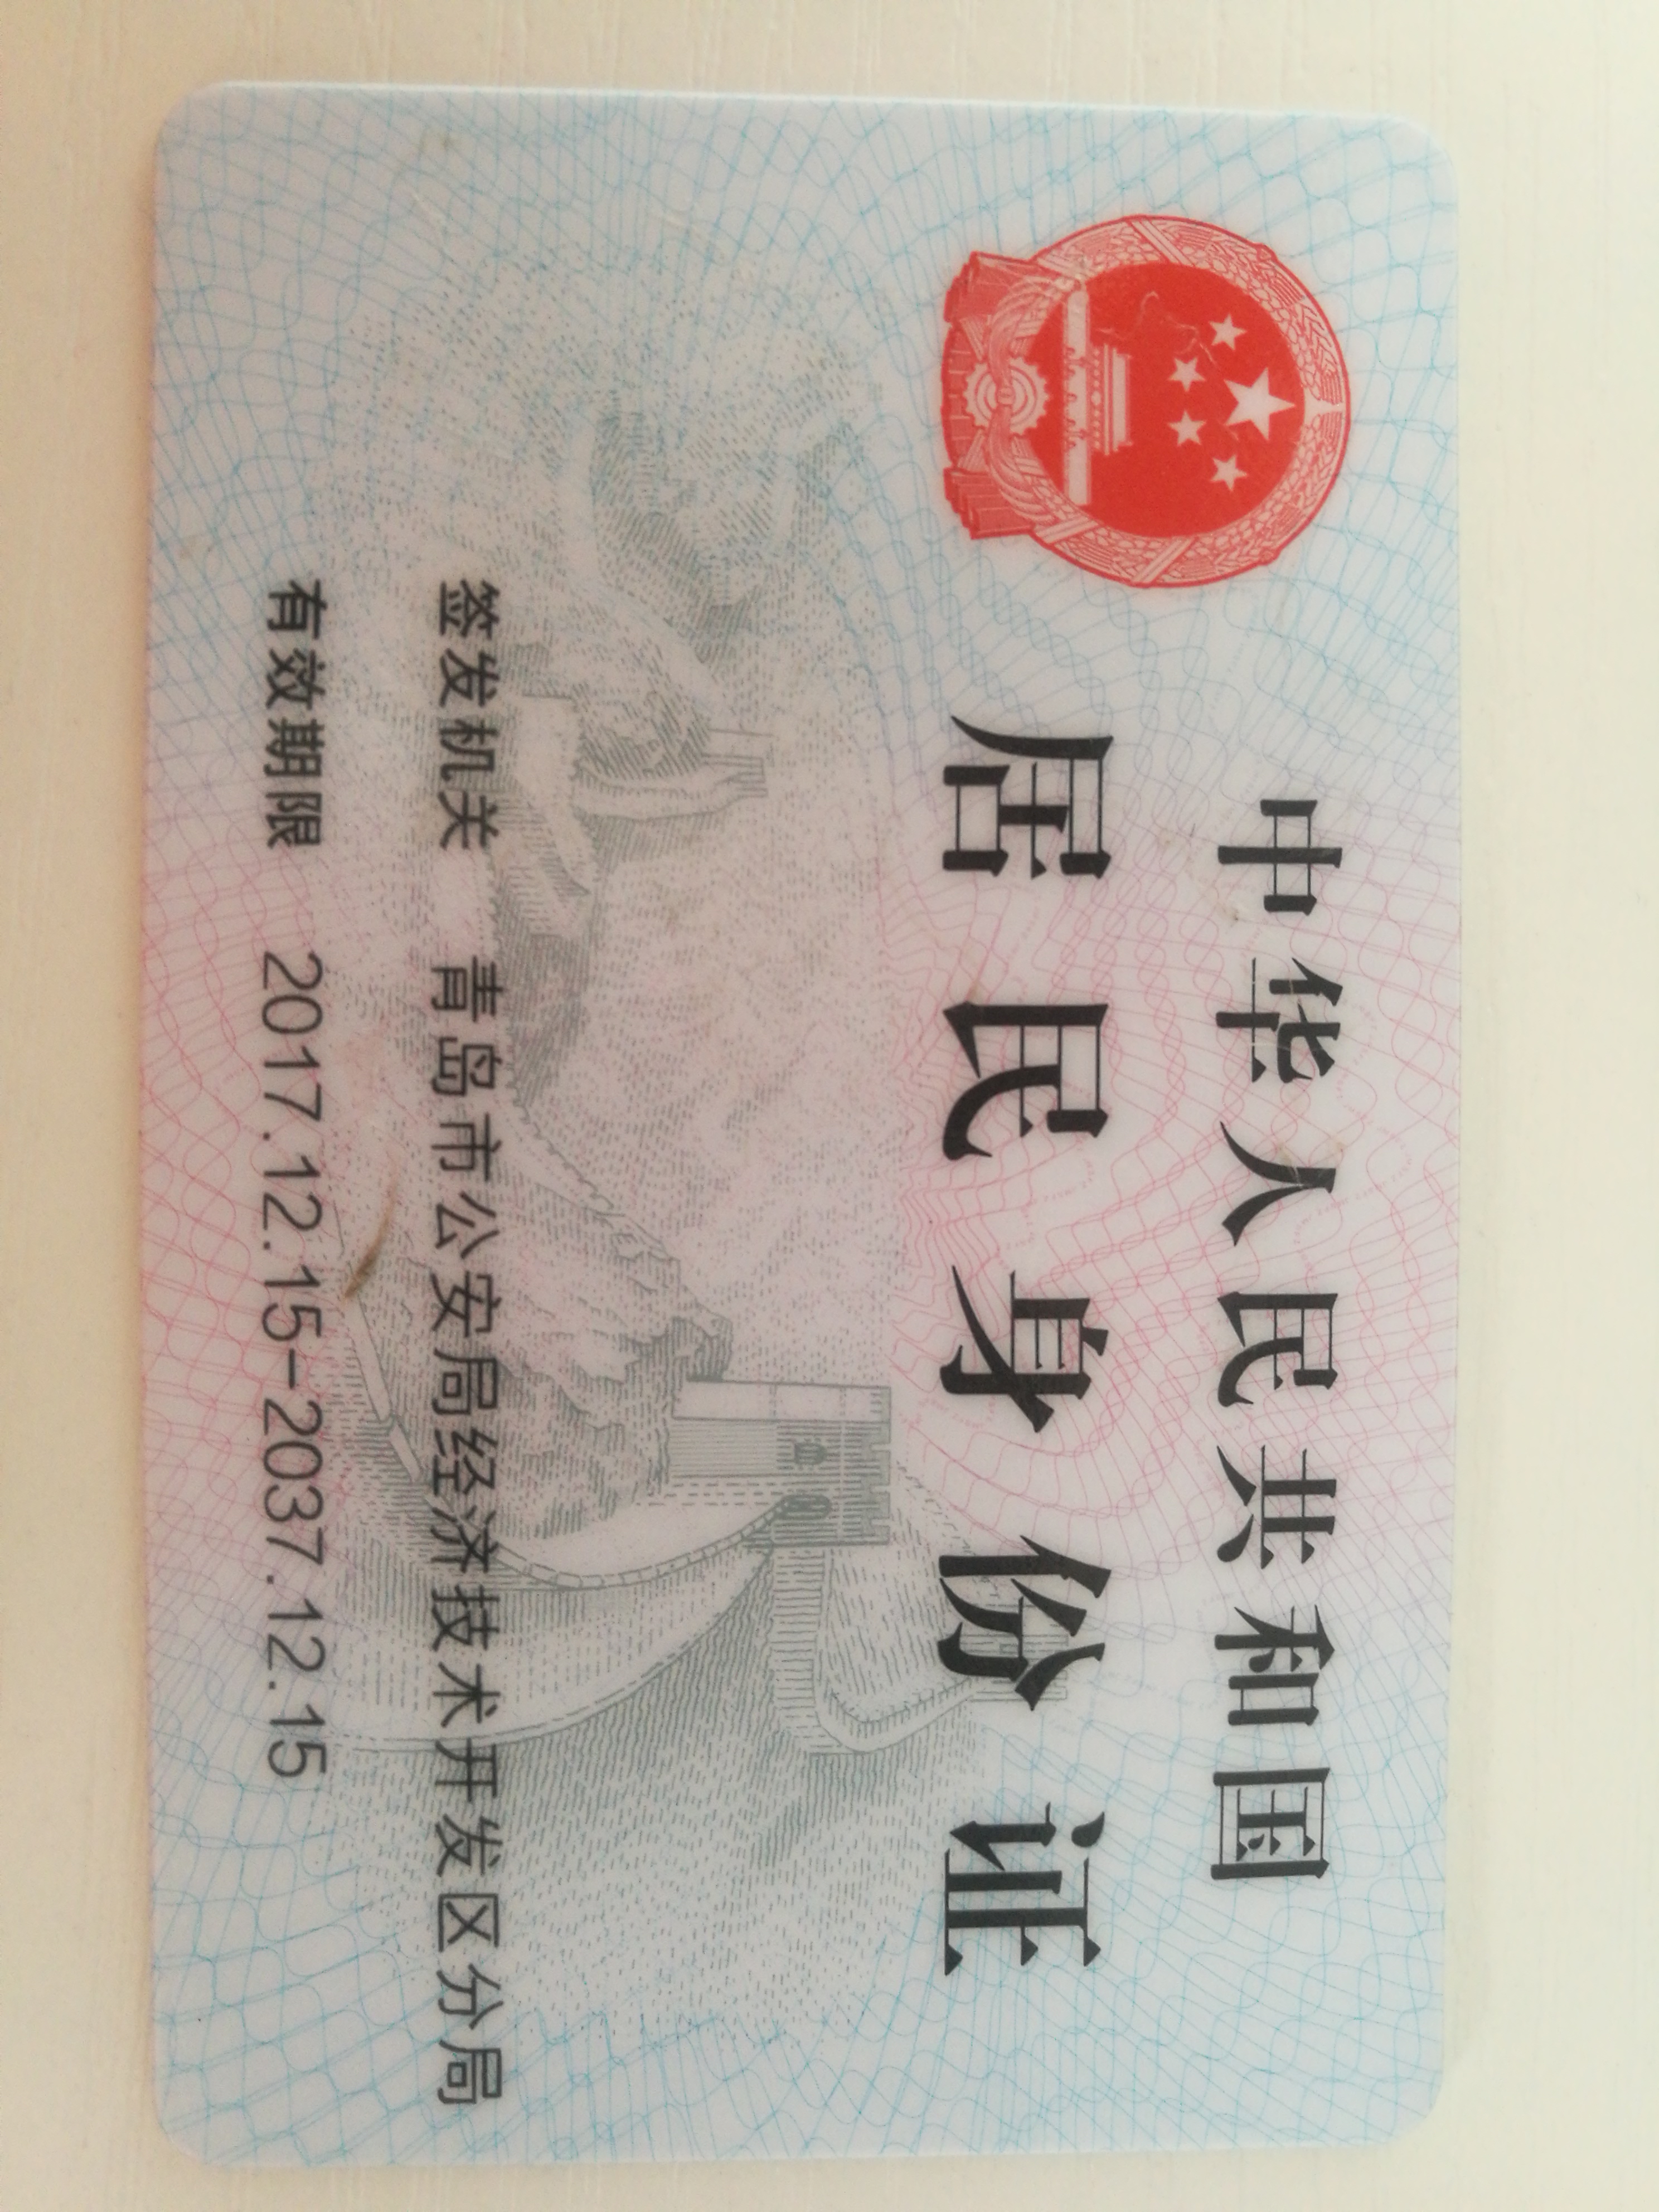 中华人民共和国
居民身份证
签发机关 青岛市公安局经济技术开发区分局
有效期限 2017.12.15-2037.12.15